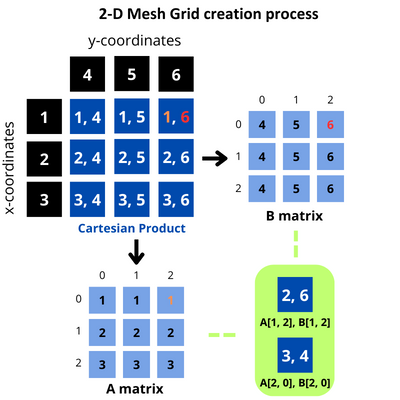 2-D Mesh Grid creation process
y-coordinates
4 5 6
x-coordinates
1 1, 4 1, 5 1, 6
2 2, 4 2, 5 2, 6
3 3, 4 3, 5 3, 6
Cartesian Product
0 1 2
0 4 5 6
1 4 5 6
2 4 5 6
B matrix
0 1 2
0 1 1 1
1 2 2 2
2 3 3 3
A matrix
2, 6
A[1, 2], B[1, 2]
3, 4
A[2, 0], B[2, 0]